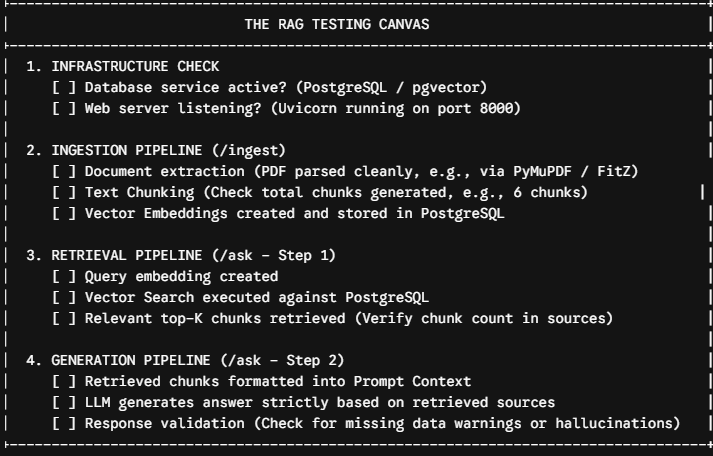 THE RAG TESTING CANVAS
1. INFRASTRUCTURE CHECK
[ ] Database service active? (PostgreSQL / pgvector)
[ ] Web server listening? (Uvicorn running on port 8000)
2. INGESTION PIPELINE (/ingest)
[ ] Document extraction (PDF parsed cleanly, e.g., via PyMuPDF / FitZ)
[ ] Text Chunking (Check total chunks generated, e.g., 6 chunks)
[ ] Vector Embeddings created and stored in PostgreSQL
3. RETRIEVAL PIPELINE (/ask - Step 1)
[ ] Query embedding created
[ ] Vector Search executed against PostgreSQL
[ ] Relevant top-K chunks retrieved (Verify chunk count in sources)
4. GENERATION PIPELINE (/ask - Step 2)
[ ] Retrieved chunks formatted into Prompt Context
[ ] LLM generates answer strictly based on retrieved sources
[ ] Response validation (Check for missing data warnings or hallucinations)